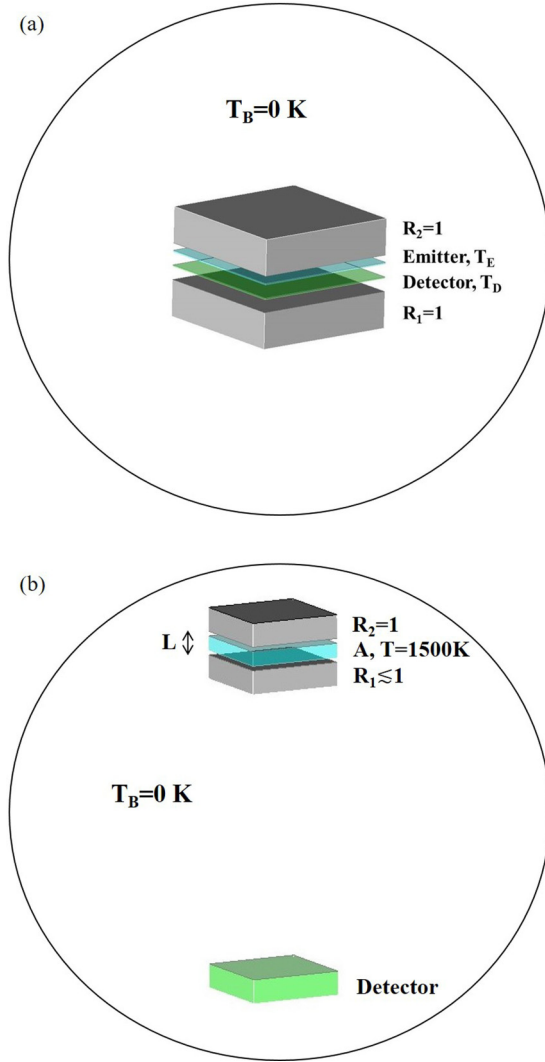 (a)
T_B=0 K
R_2=1
Emitter, T_E
Detector, T_D
R_1=1
(b)
L
R_2=1
A, T=1500K
R_1≲1
T_B=0 K
Detector